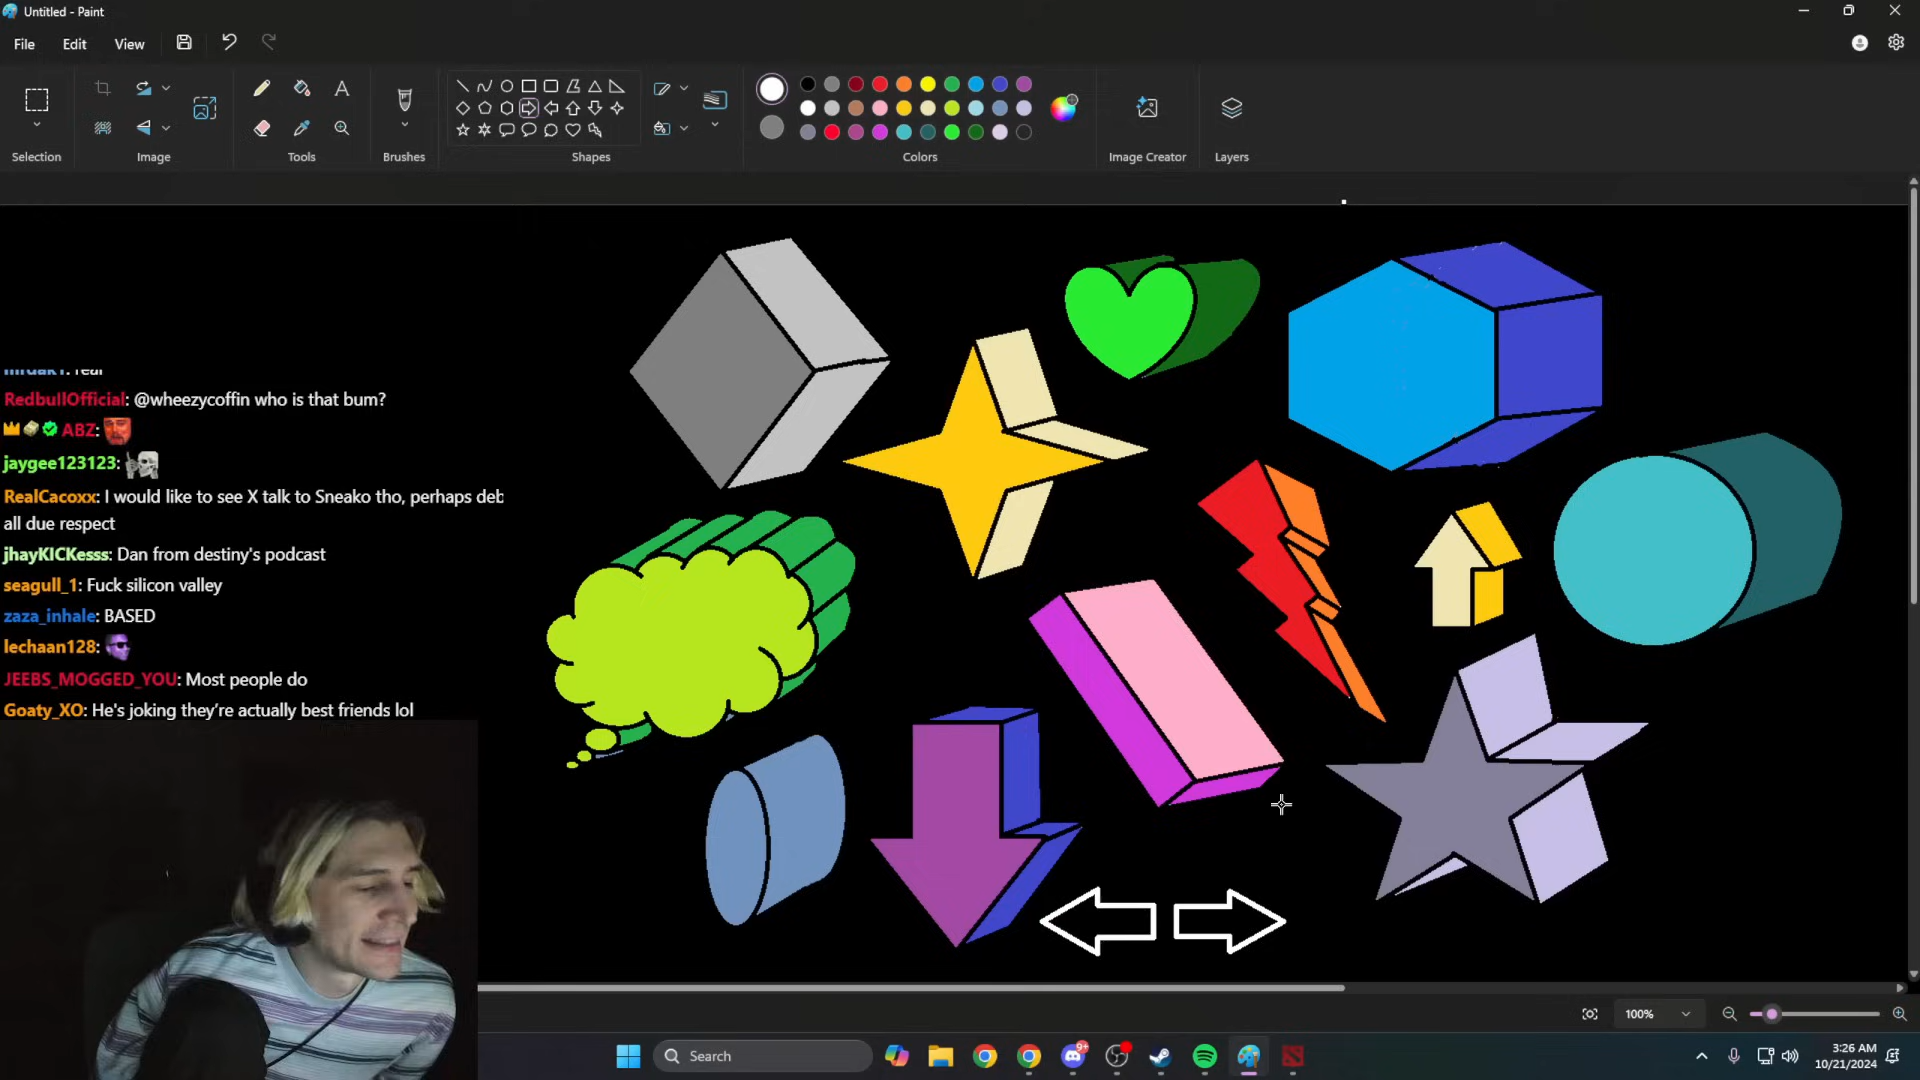 Untitled - Paint
File Edit View
Selection Image Tools Brushes Shapes Colors Image Creator Layers
RedbullOfficial: @wheezycoffin who is that bum?
ABZ:
jaygee123123:
RealCacoxx: I would like to see X talk to Sneako tho, perhaps deb
all due respect
jhayKICKesss: Dan from destiny's podcast
seagull_1: Fuck silicon valley
zaza_inhale: BASED
lechaan128:
JEEBS_MOGGED_YOU: Most people do
Goaty_XO: He's joking they're actually best friends lol
100%
Search
9+
3:26 AM
10/21/2024